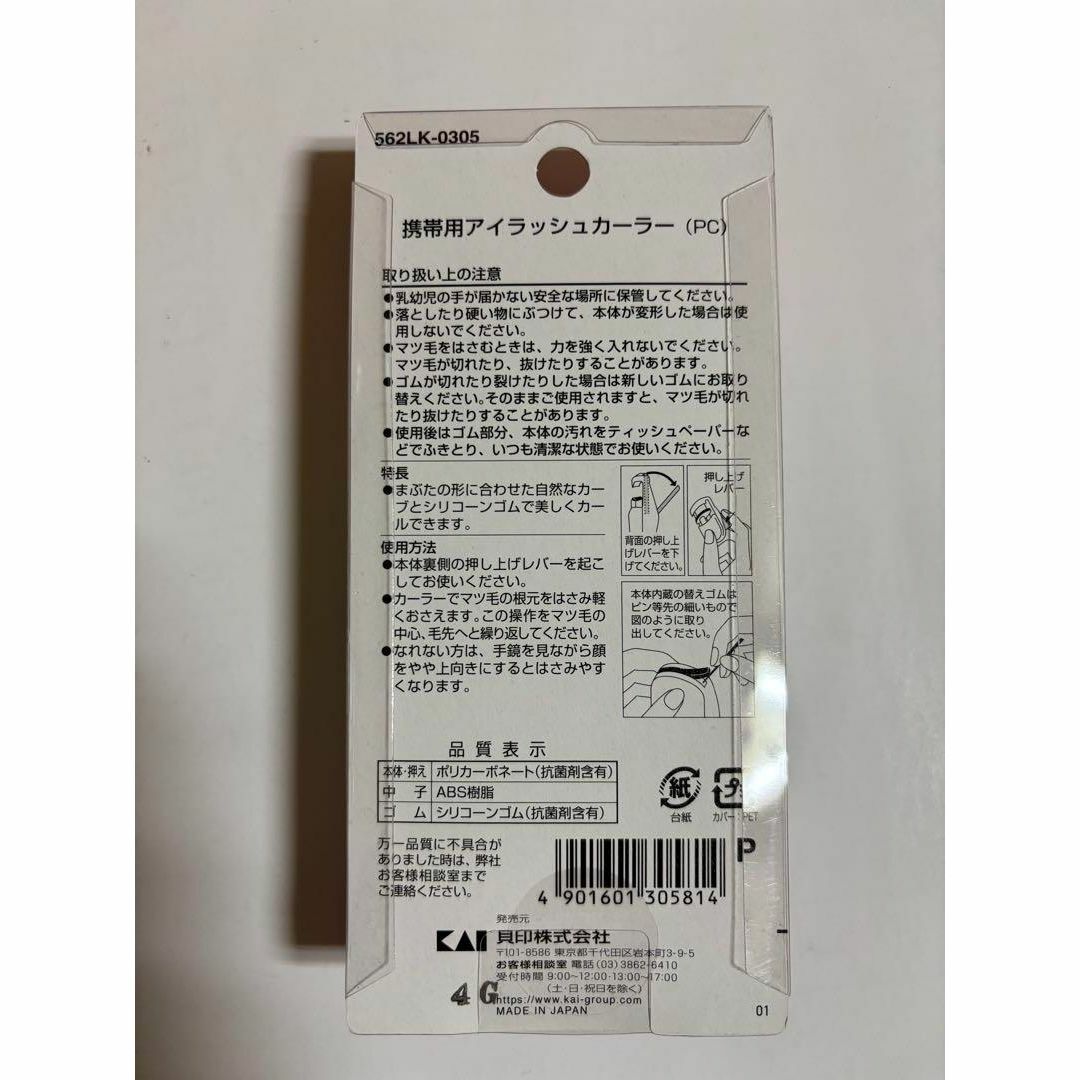 562LK-0305
携帯用アイラッシュカーラー（PC）
取り扱い上の注意
●乳幼児の手が届かない安全な場所に保管してください。
●落としたり硬い物にぶつけて、本体が変形した場合は使
用しないでください。
●マツ毛をはさむときは、力を強く入れないでください。
マツ毛が切れたり、抜けたりすることがあります。
●ゴムが切れたり裂けたりした場合は新しいゴムにお取り
替えください。そのままご使用されますと、マツ毛が切れ
たり抜けたりすることがあります。
●使用後はゴム部分、本体の汚れをティッシュペーパーな
どでふきとり、いつも清潔な状態でお使いください。
特長
●まぶたの形に合わせた自然なカー
ブとシリコーンゴムで美しくカー
ルできます。
使用方法
●本体裏側の押し上げレバーを起こ
してお使いください。
●カーラーでマツ毛の根元をはさみ軽
くおさえます。この操作をマツ毛の
中心、毛先へと繰り返してください。
●なれない方は、手鏡を見ながら顔
をやや上向きにするとはさみやす
くなります。
背面の押し上
げレバーを下
げてください。
押し上げ
レバー
本体内蔵の替えゴムは
ピン等先の細いもので
図のように取り
出してください。
品質表示
本体・押え ポリカーボネート（抗菌剤含有）
中子 ABS樹脂
ゴム シリコーンゴム（抗菌剤含有）
紙
台紙
プ
カバー：PET
万一品質に不具合が
ありました時は、弊社
お客様相談室まで
ご連絡ください。
P
4 901601 305814
発売元
KAI 貝印株式会社
〒101-8586 東京都千代田区岩本町3-9-5
お客様相談室 電話（03）3862-6410
受付時間 9:00~12:00・13:00~17:00
（土・日・祝日を除く）
4 G
https://www.kai-group.com
MADE IN JAPAN
01